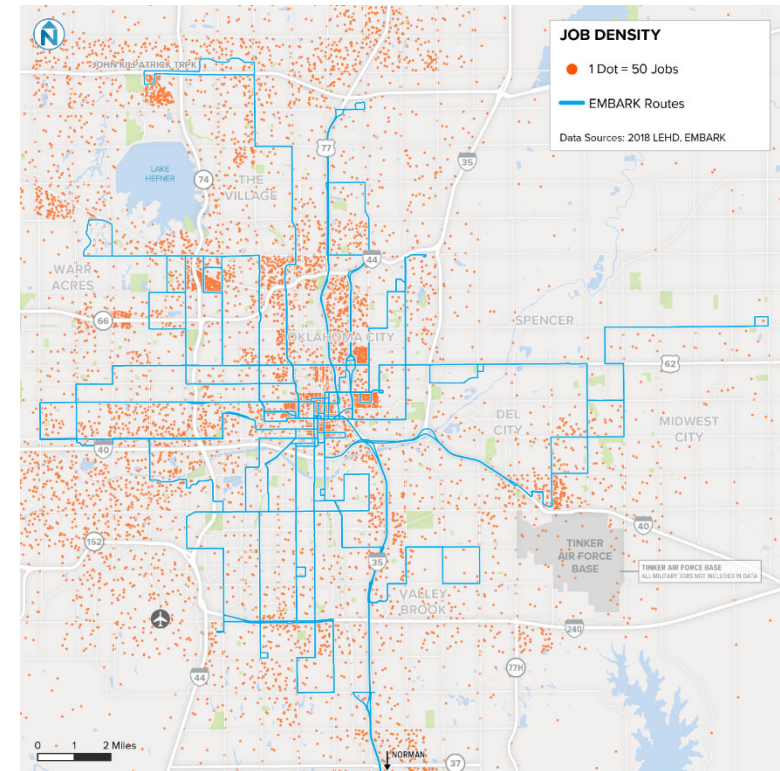 N
JOB DENSITY
1 Dot = 50 Jobs
EMBARK Routes
Data Sources: 2018 LEHD, EMBARK
JOHN KILPATRICK TRPK
77
35
LAKE
HEFNER
74
THE
VILLAGE
44
WARR
ACRES
66
OKLAHOMA CITY
SPENCER
62
DEL
CITY
MIDWEST
CITY
40
40
152
TINKER
AIR FORCE
BASE
TINKER AIR FORCE BASE
ALL MILITARY JOBS NOT INCLUDED IN DATA
35
VALLEY
BROOK
240
44
77H
0 1 2 Miles
NORMAN
37